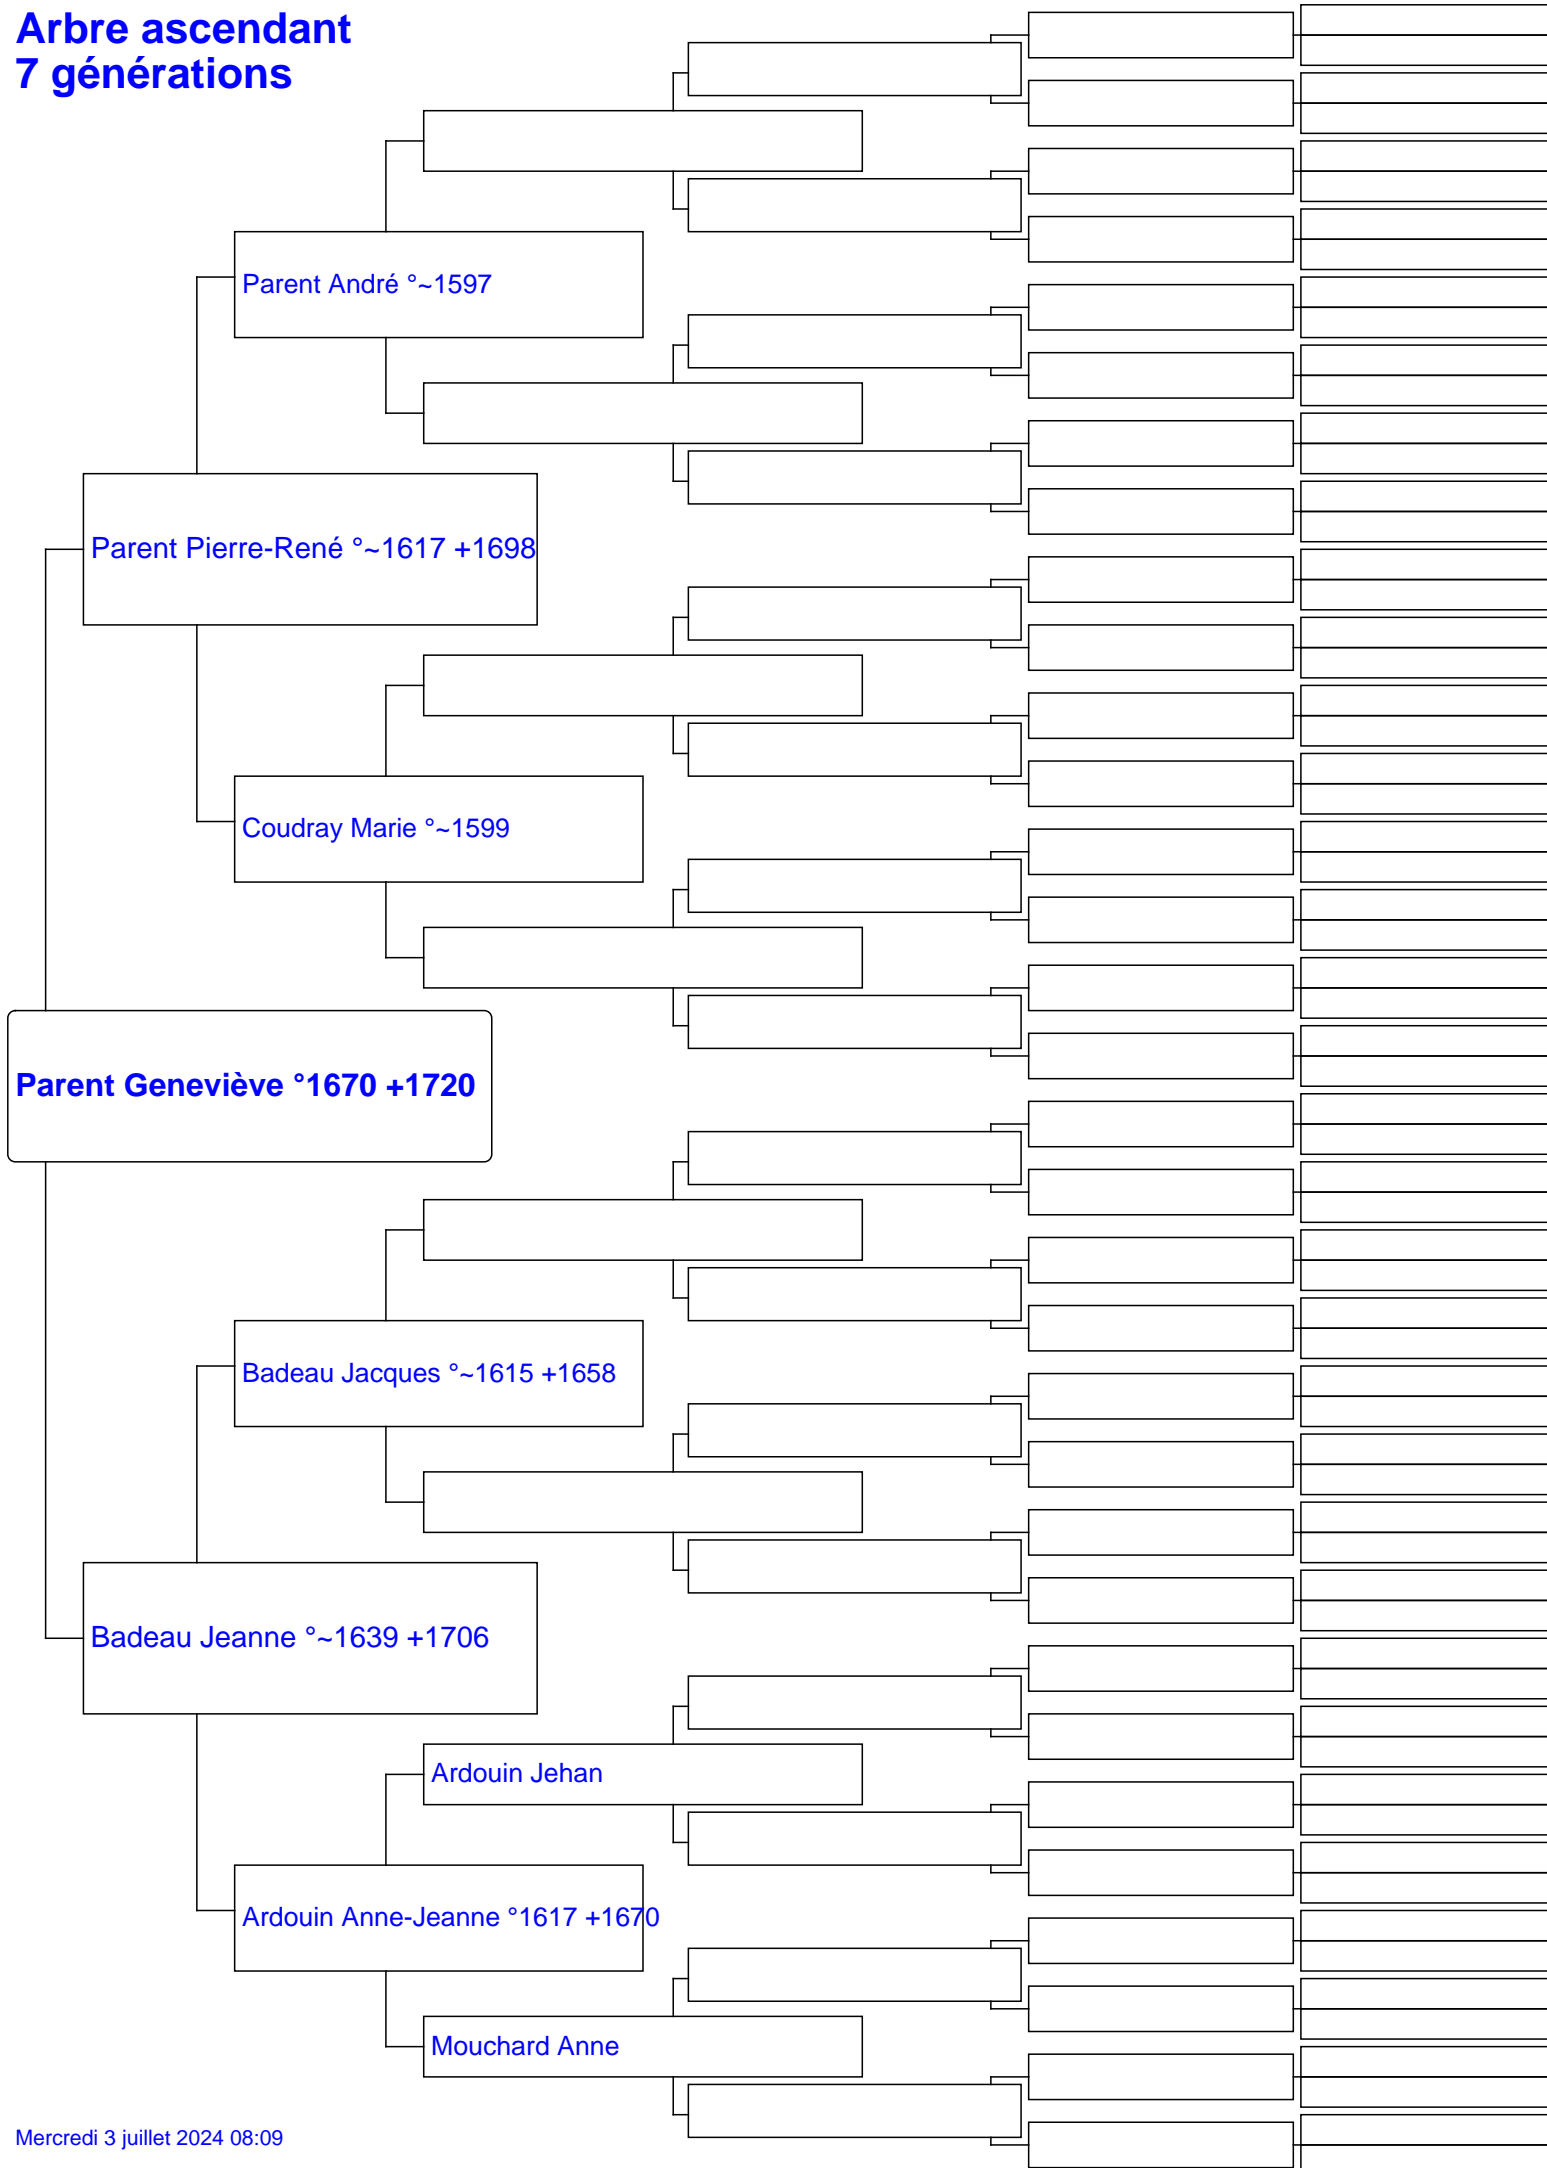 Arbre ascendant
7 générations
Parent André °~1597
Parent Pierre-René °~1617 +1698
Coudray Marie °~1599
Parent Geneviève °1670 +1720
Badeau Jacques °~1615 +1658
Badeau Jeanne °~1639 +1706
Ardouin Jehan
Ardouin Anne-Jeanne °1617 +1670
Mouchard Anne
Mercredi 3 juillet 2024 08:09